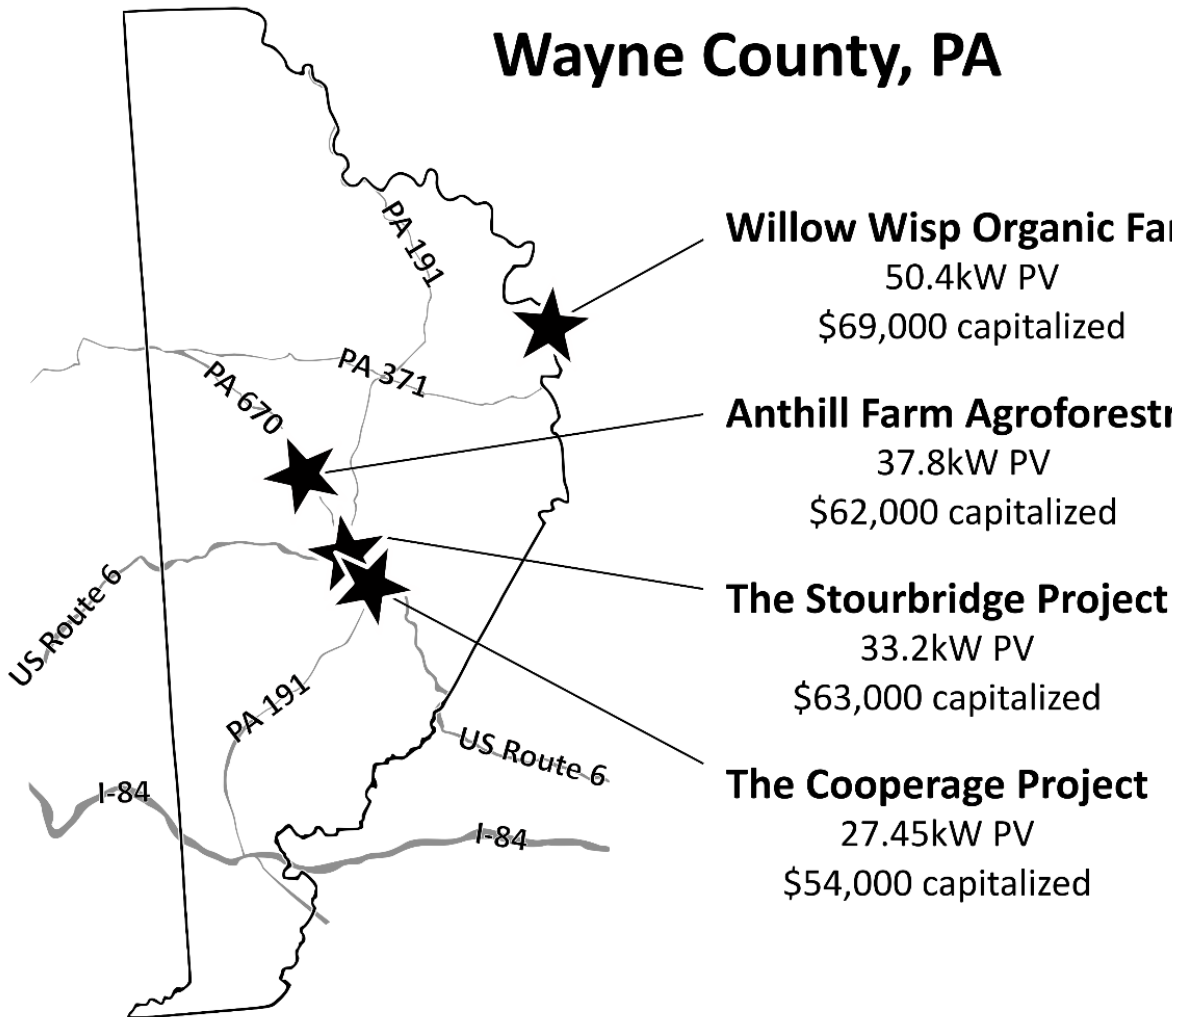 Wayne County, PA
Willow Wisp Organic
50.4kW PV
$69,000 capitalized
Anthill Farm
37.8kW PV
$62,000 capitalized
The Stourbridge Project
33.2kW PV
$63,000 capitalized
The Cooperage Project
27.45kW PV
$54,000 capitalized
PA 191
PA 371
PA 670
US Route 6
PA 191
US Route 6
I-84
I-84